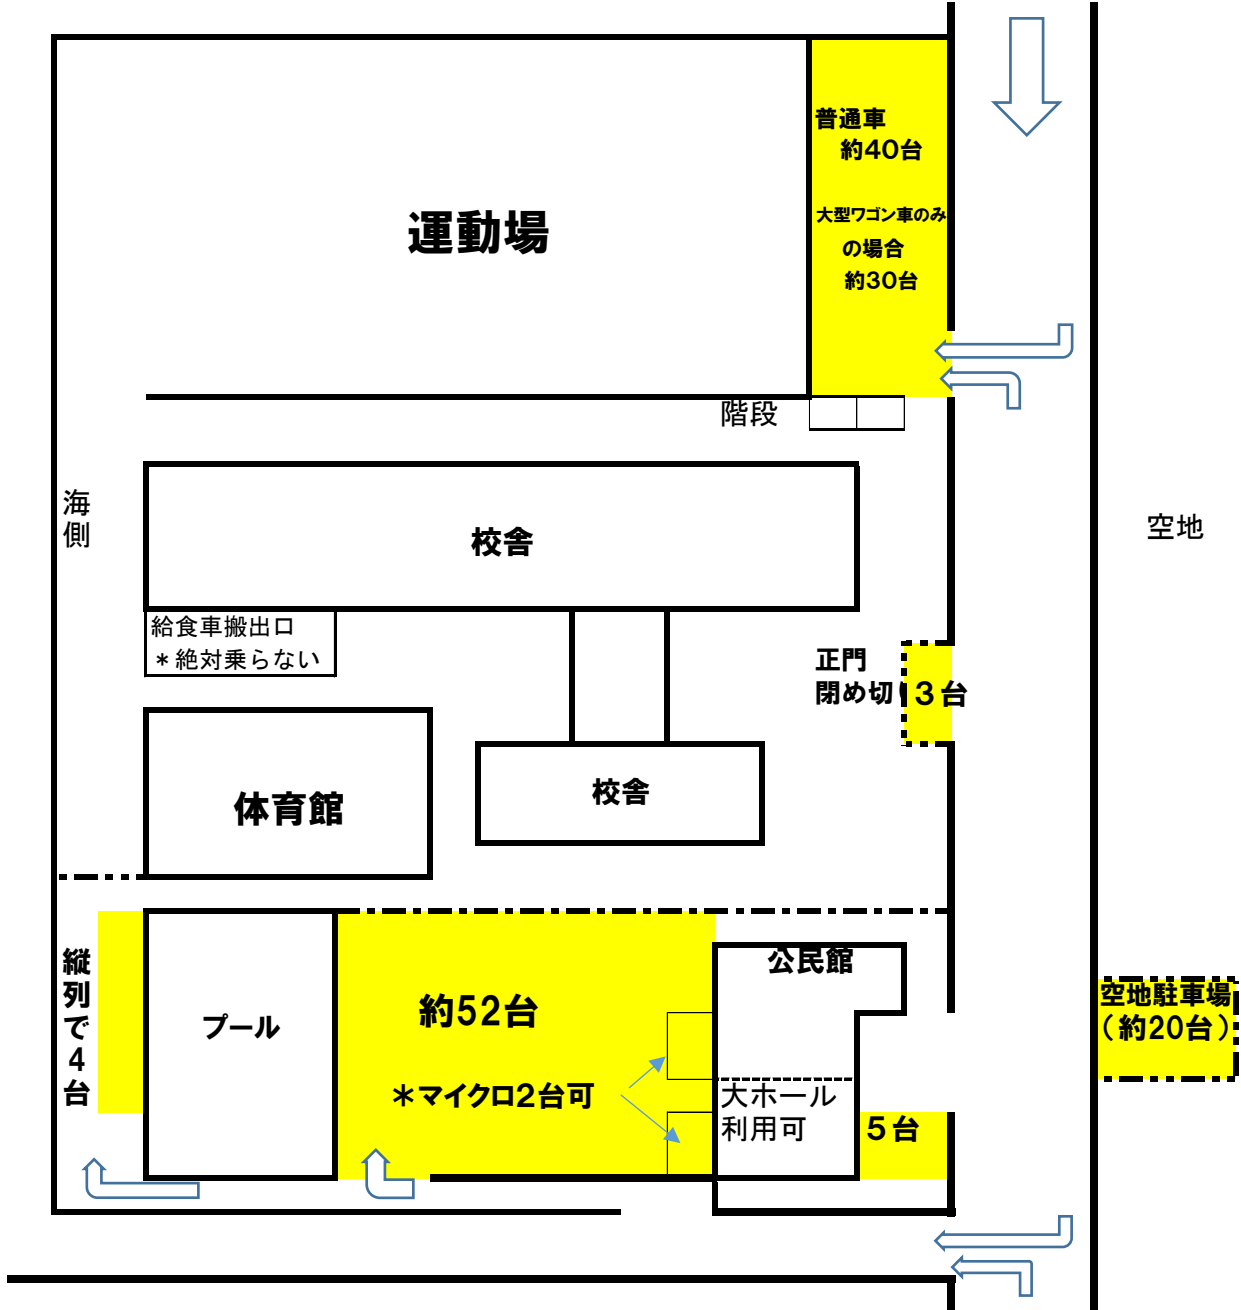 普通車
約40台
大型ワゴン車のみ
の場合
約30台
運動場
階段
海側
校舎
空地
給食車搬出口
＊絶対乗らない
正門
閉め切り
3台
体育館
校舎
縦列で4台
プール
約52台
＊マイクロ2台可
公民館
大ホール
利用可
5台
空地駐車場
（約20台）